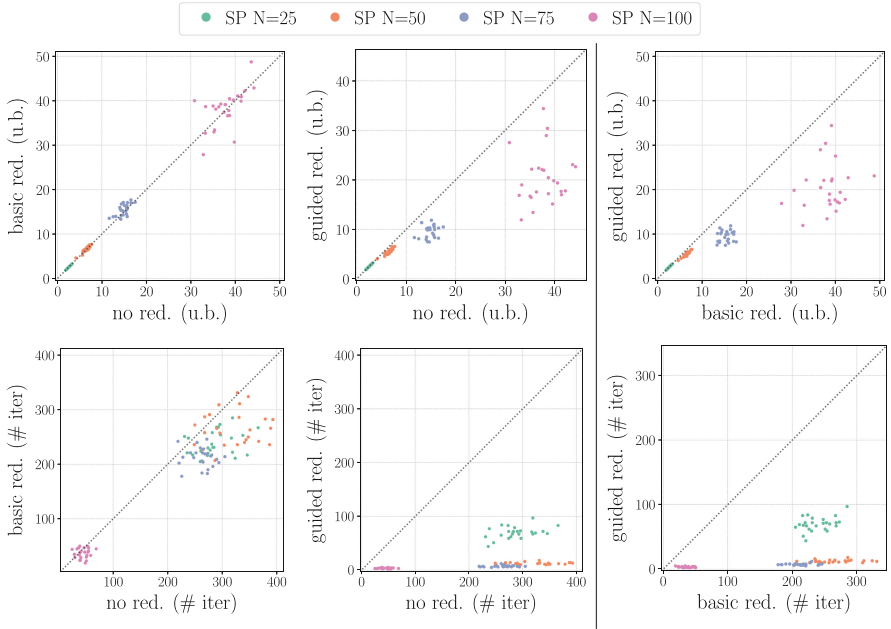 SP N=25 SP N=50 SP N=75 SP N=100
basic red. (u.b.)
50
40
30
20
10
0
0 10 20 30 40 50
no red. (u.b.)
guided red. (u.b.)
40
30
20
10
0
0 10 20 30 40
no red. (u.b.)
guided red. (u.b.)
50
40
30
20
10
0
0 10 20 30 40 50
basic red. (u.b.)
basic red. (# iter)
400
300
200
100
100 200 300 400
no red. (# iter)
guided red. (# iter)
400
300
200
100
0
0 100 200 300 400
no red. (# iter)
guided red. (# iter)
300
200
100
0
0 100 200 300
basic red. (# iter)